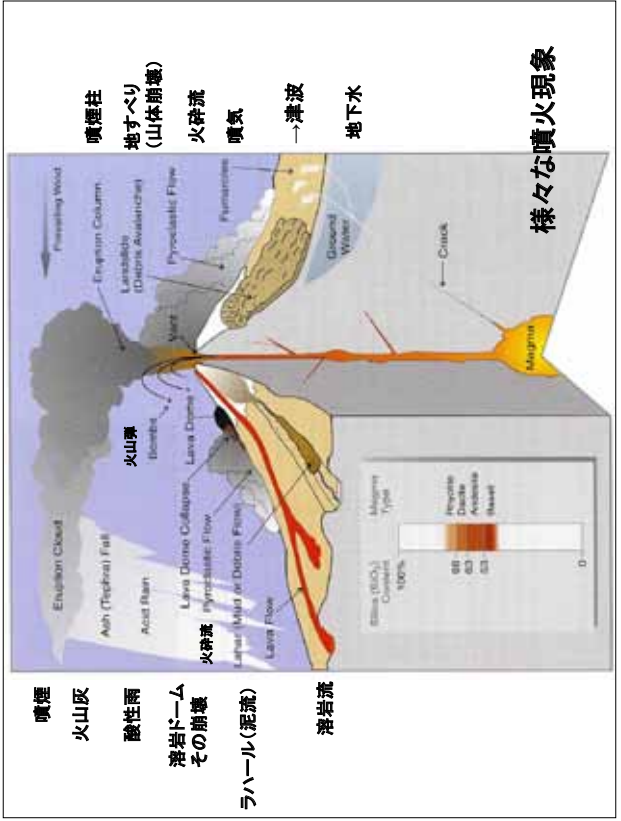 様々な噴火現象
噴煙
火山灰
酸性雨
溶岩ドーム
その崩壊
ラハール(泥流)
溶岩流
火山弾
火砕流
噴煙柱
地すべり
(山体崩壊)
火砕流
噴気
→津波
地下水
Prevailing Wind
Eruption Cloud
Eruption Column
Ash (Tephra) Fall
Landslide
(Debris Avalanche)
Acid Rain
Bombs
Vent
Pyroclastic Flow
Lava Dome
Lava Dome Collapse
Fumaroles
Pyroclastic Flow
Lahar (Mud or Debris Flow)
Lava Flow
Ground
Water
Crack
Magma
Silica (SiO2)
Content
Magma
Type
100%
68
63
53
0
Rhyolite
Dacite
Andesite
Basalt